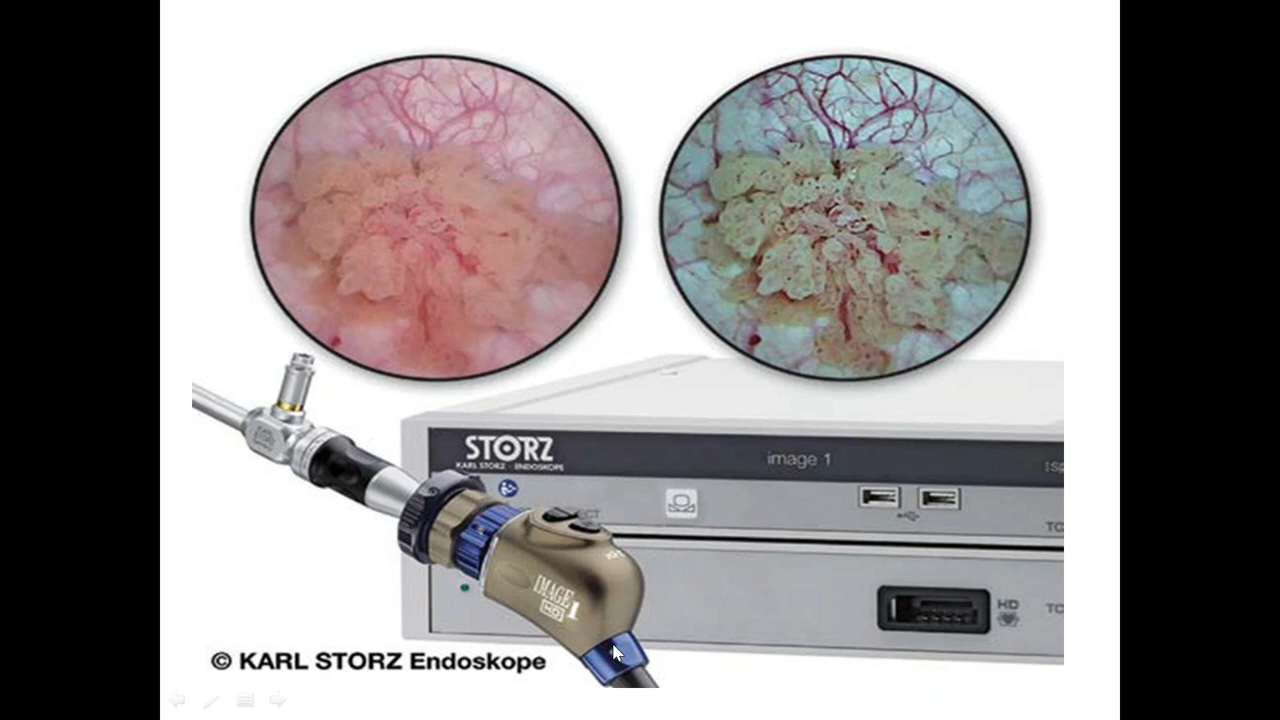 STORZ
KARL STORZ - ENDOSKOPE
image 1
IMAGE 1
HD
HD
© KARL STORZ Endoskope